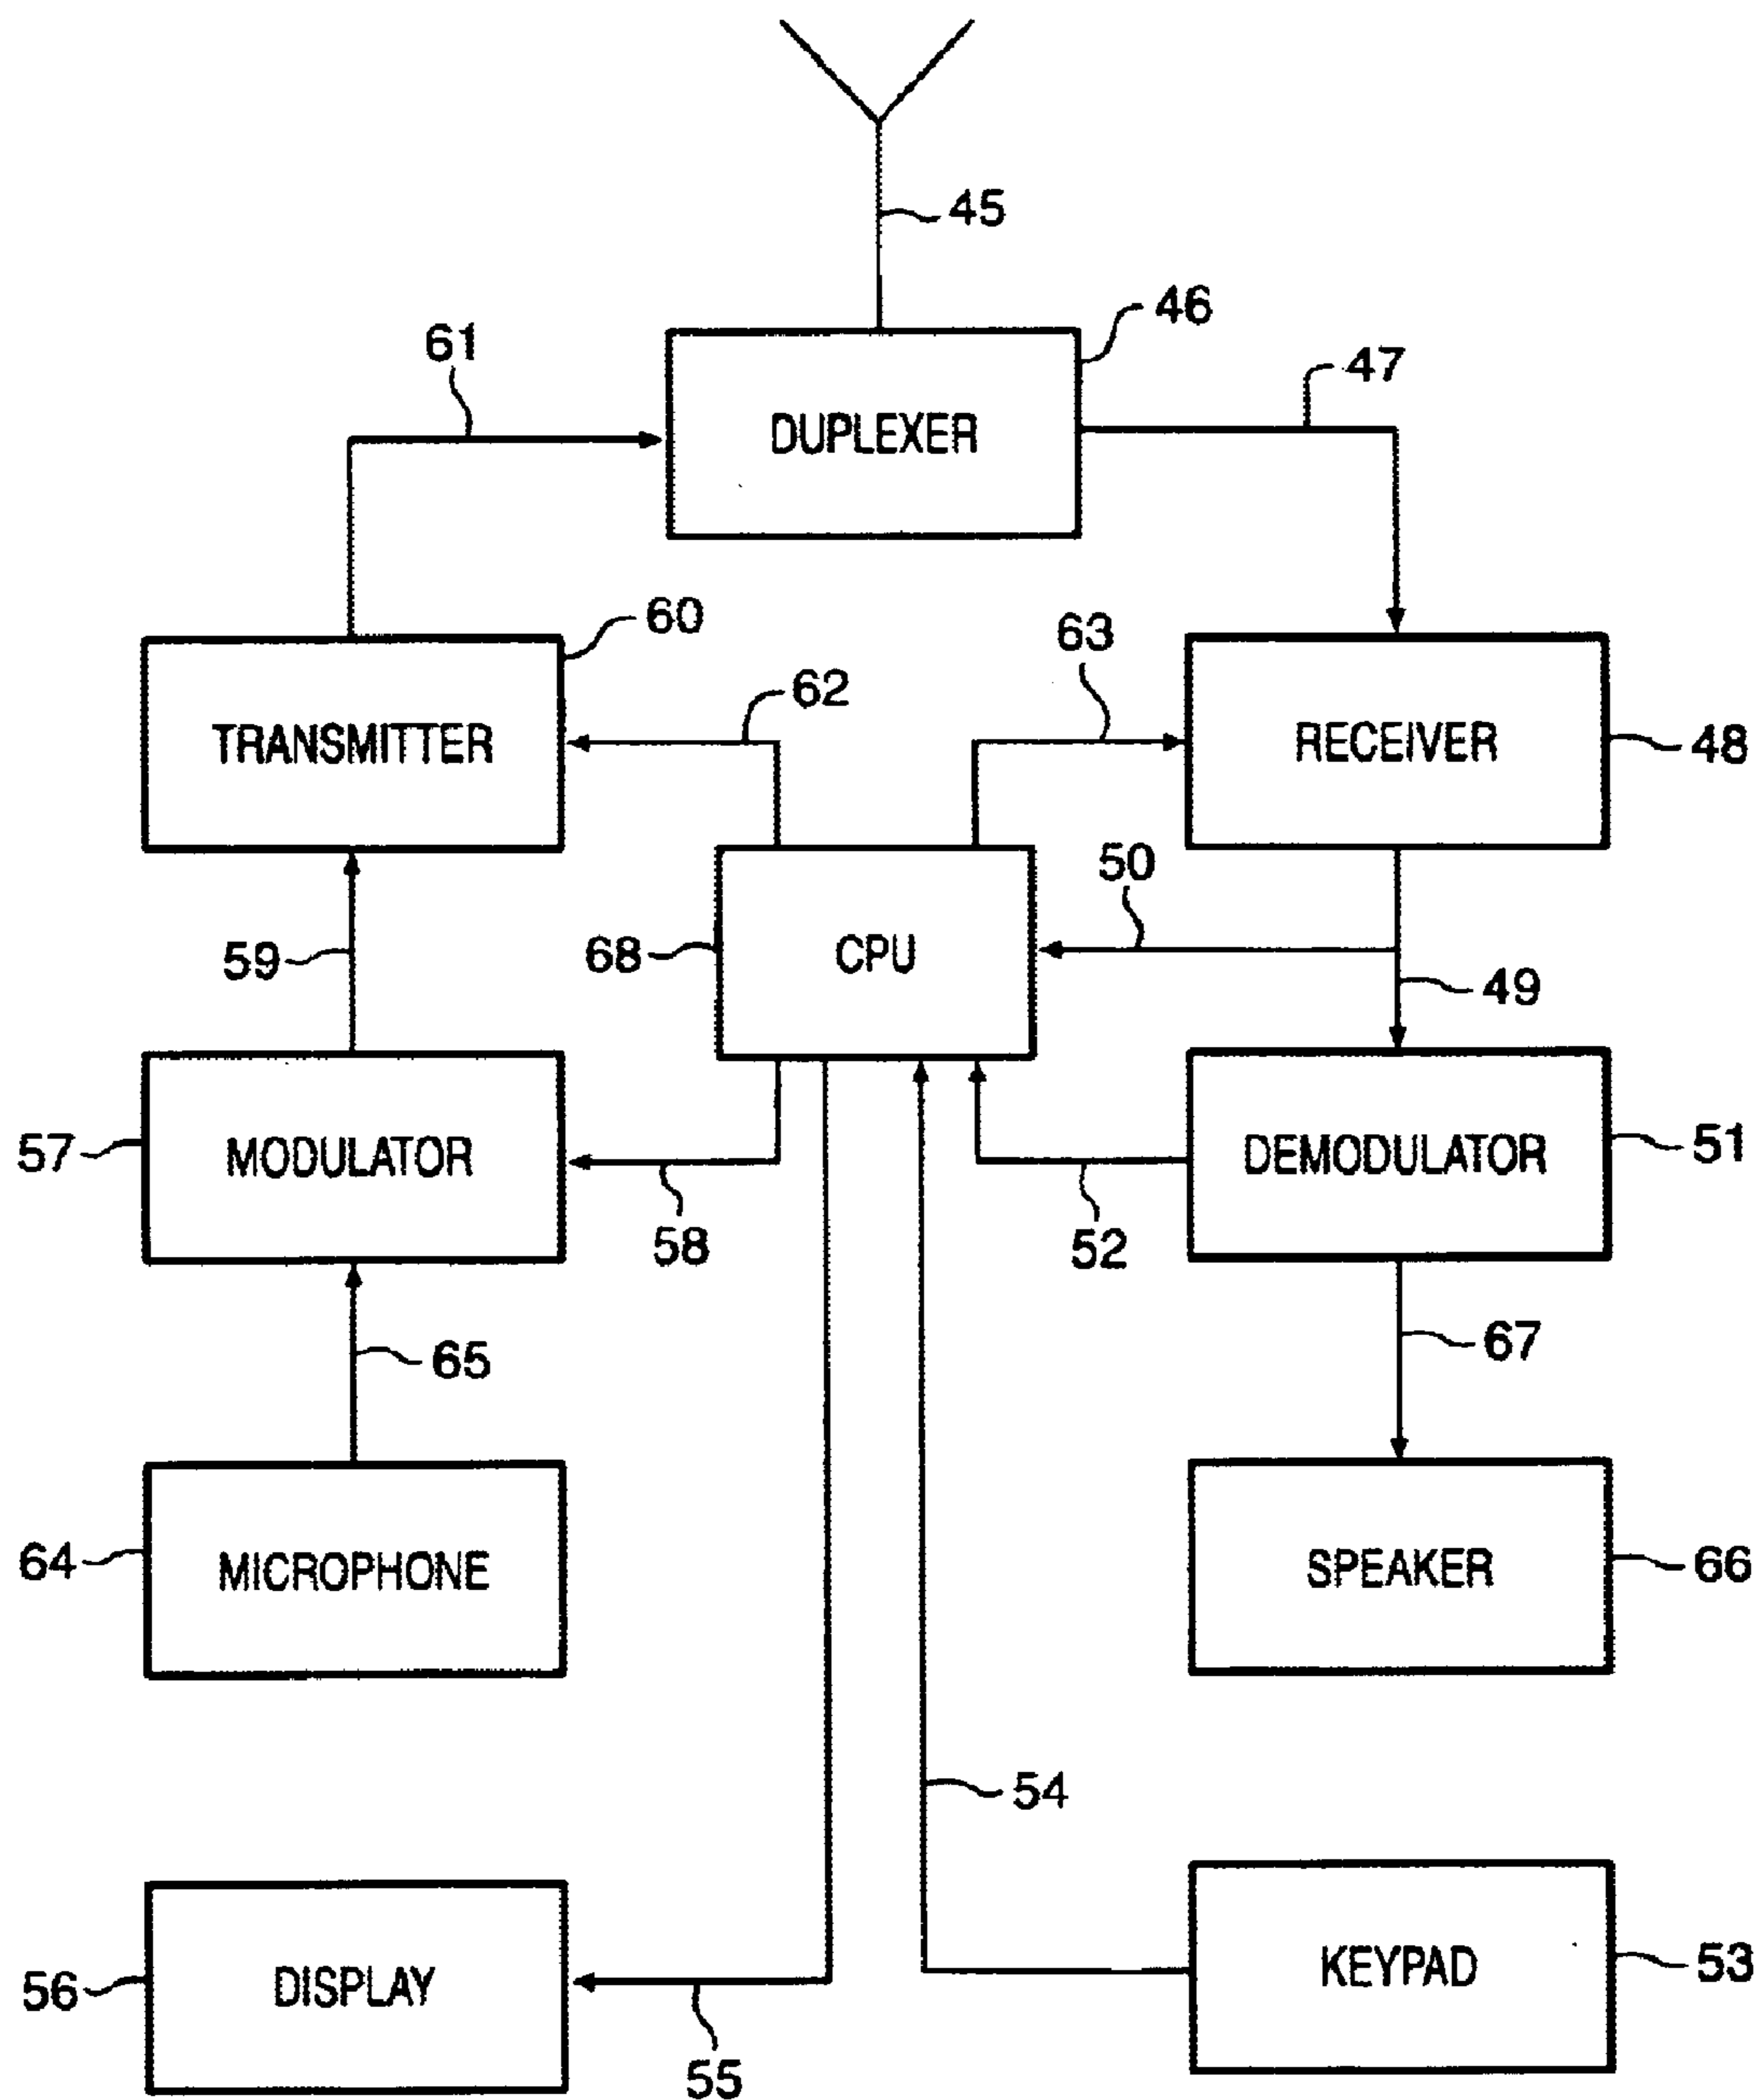 45
46
61
47
DUPLEXER
60
63
62
TRANSMITTER
RECEIVER
48
50
68
CPU
59
49
57
MODULATOR
DEMODULATOR
51
58
52
65
67
64
MICROPHONE
SPEAKER
66
54
56
DISPLAY
KEYPAD
53
55